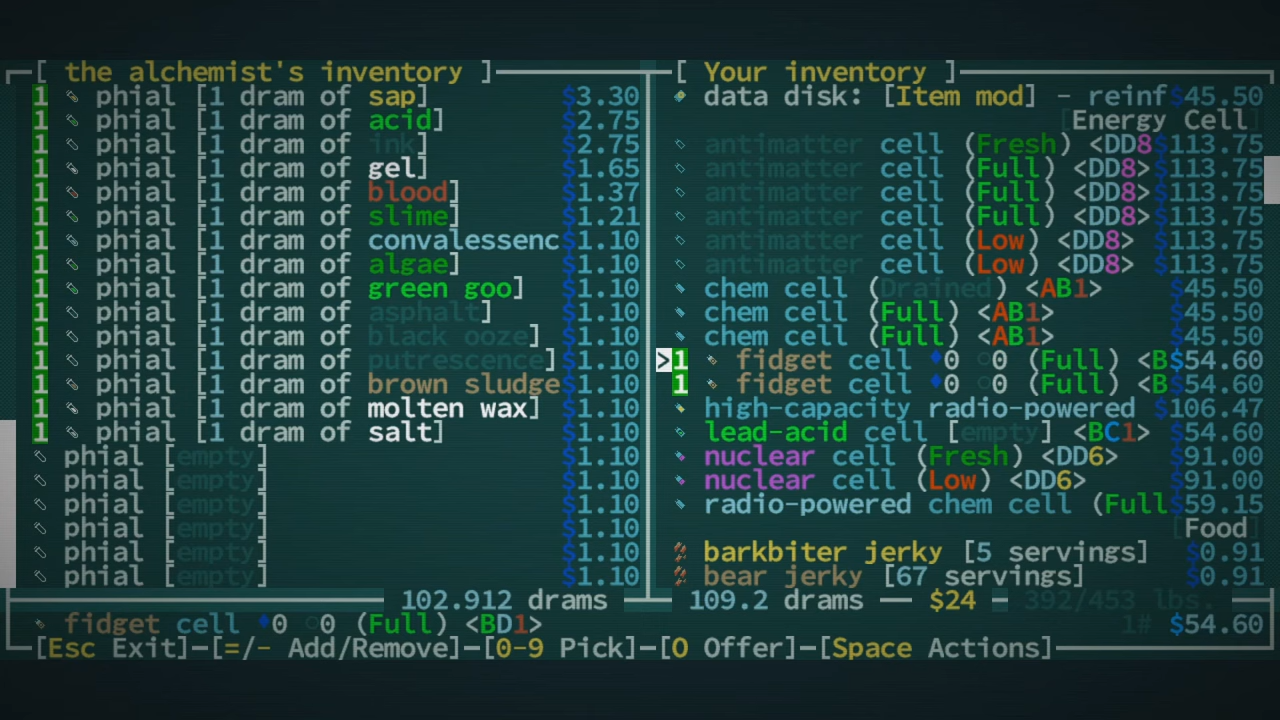 [ the alchemist's inventory ]
1 phial [1 dram of sap] $3.30
1 phial [1 dram of acid] $2.75
1 phial [1 dram of ink] $2.75
1 phial [1 dram of gel] $1.65
1 phial [1 dram of blood] $1.37
1 phial [1 dram of slime] $1.21
1 phial [1 dram of convalessenc $1.10
1 phial [1 dram of algae] $1.10
1 phial [1 dram of green goo] $1.10
1 phial [1 dram of asphalt] $1.10
1 phial [1 dram of black ooze] $1.10
1 phial [1 dram of putrescence] $1.10
1 phial [1 dram of brown sludge $1.10
1 phial [1 dram of molten wax] $1.10
1 phial [1 dram of salt] $1.10
phial [empty] $1.10
phial [empty] $1.10
phial [empty] $1.10
phial [empty] $1.10
phial [empty] $1.10
phial [empty] $1.10
102.912 drams
[ Your inventory ]
data disk: [Item mod] - reinf $45.50
[Energy Cell]
antimatter cell (Fresh) <DD8 $113.75
antimatter cell (Full) <DD8> $113.75
antimatter cell (Full) <DD8> $113.75
antimatter cell (Full) <DD8> $113.75
antimatter cell (Low) <DD8> $113.75
antimatter cell (Low) <DD8> $113.75
chem cell (Drained) <AB1> $45.50
chem cell (Full) <AB1> $45.50
chem cell (Full) <AB1> $45.50
>1 fidget cell ♦0 ○0 (Full) <B $54.60
1 fidget cell ♦0 ○0 (Full) <B $54.60
high-capacity radio-powered $106.47
lead-acid cell [empty] <BC1> $54.60
nuclear cell (Fresh) <DD6> $91.00
nuclear cell (Low) <DD6> $91.00
radio-powered chem cell (Full $59.15
[Food]
barkbiter jerky [5 servings] $0.91
bear jerky [67 servings] $0.91
109.2 drams — $24 — 392/453 lbs.
fidget cell ♦0 ○0 (Full) <BD1> 1# $54.60
[Esc Exit]-[=/- Add/Remove]-[0-9 Pick]-[O Offer]-[Space Actions]